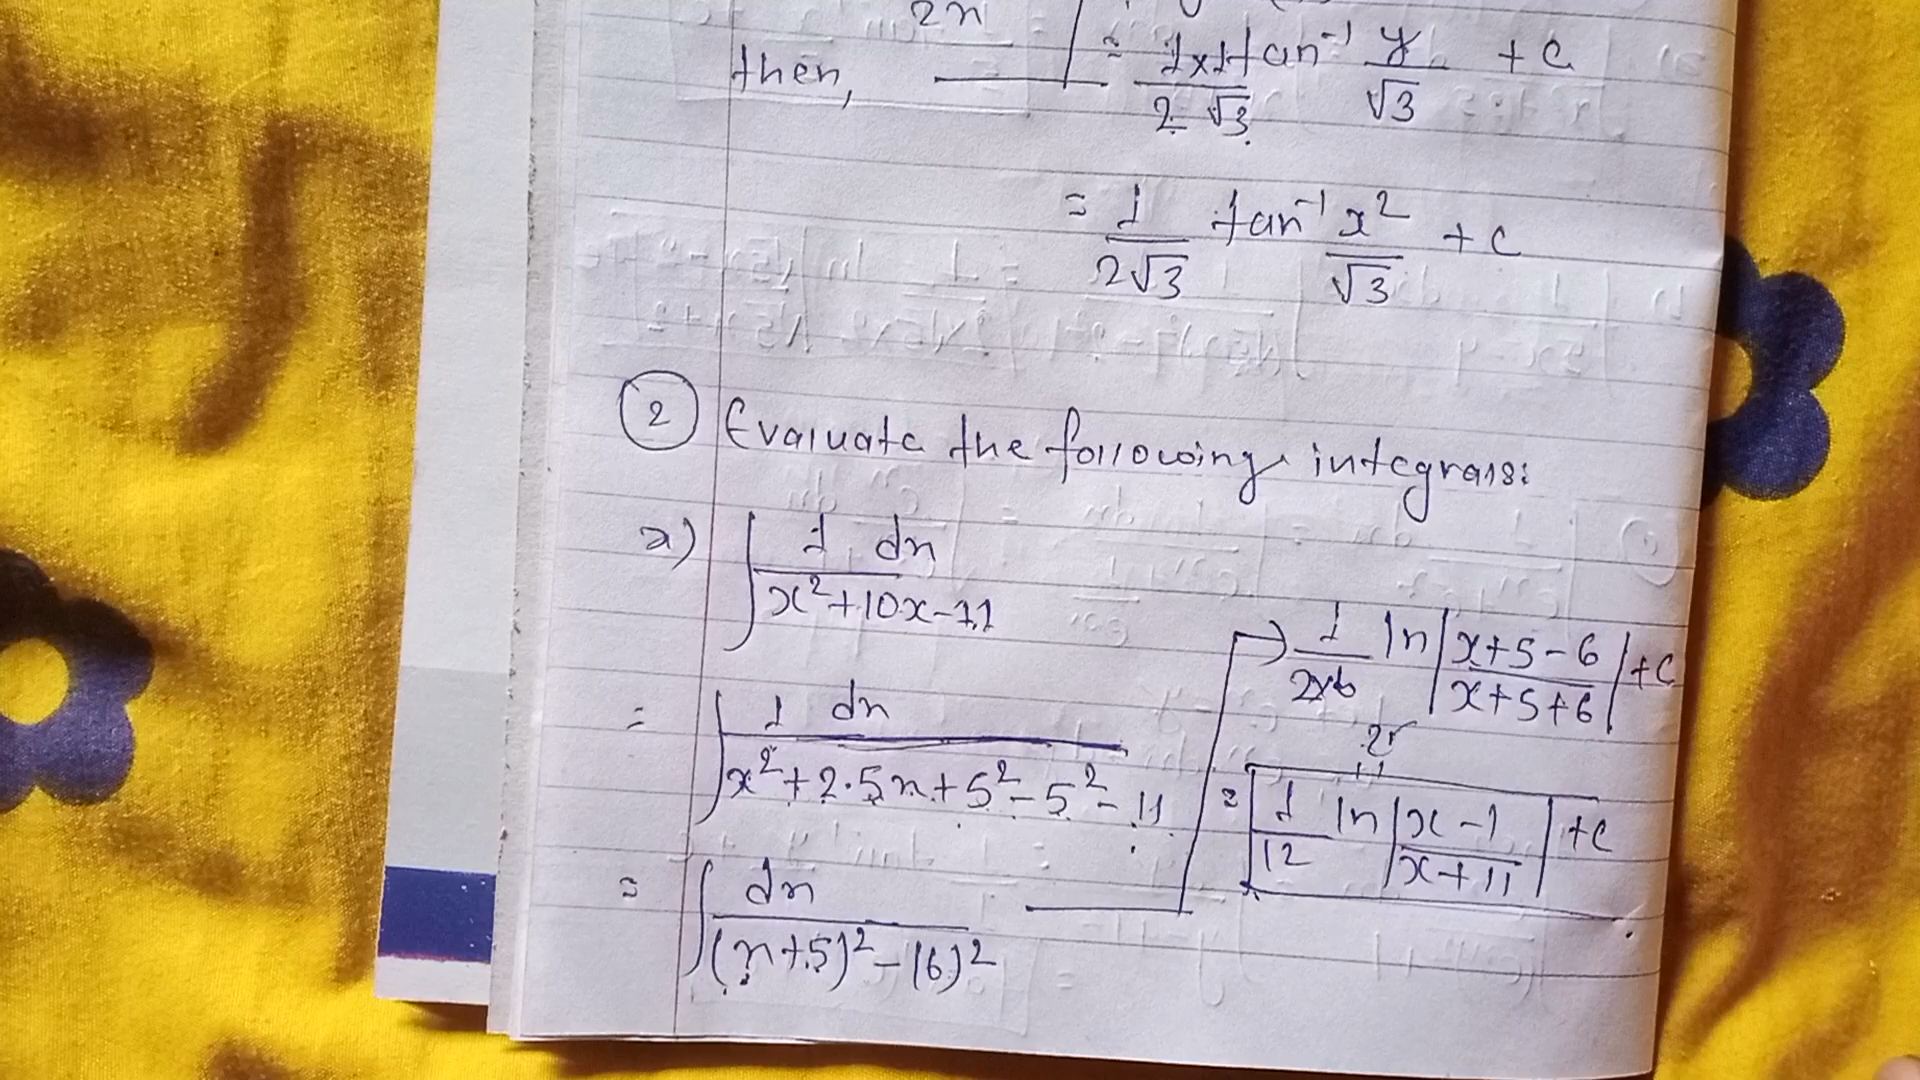 2x
then,
= 1×1 tan⁻¹ y + c
2 √3 √3
= 1 tan⁻¹ x² + c
2√3 √3
② Evaluate the following integrals:
a) ∫ 1 dx
x²+10x-11
= ∫ 1 dx
x²+2.5x+5²-5²-11
= ∫ dx
(x+5)²-(6)²
→ 1 ln |x+5-6| +c
2×6 |x+5+6|
= 1 ln |x-1| +c
12 |x+11|